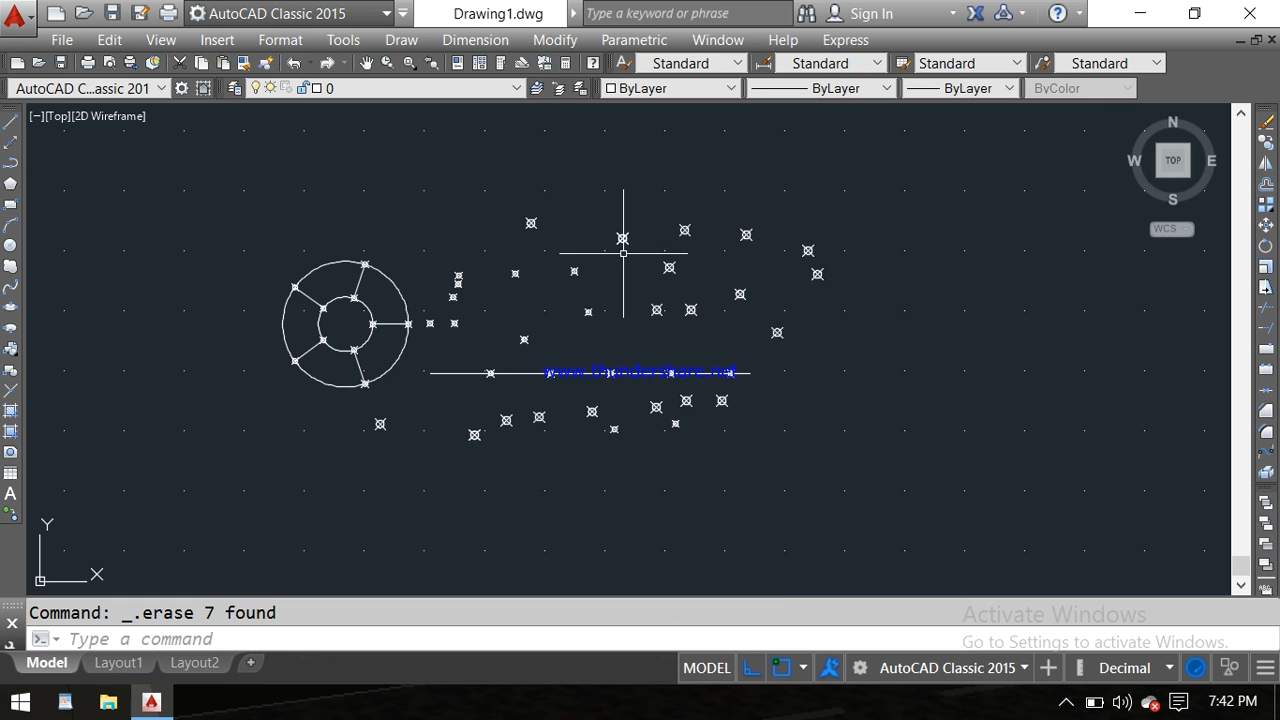 AutoCAD Classic 2015
Drawing1.dwg
Type a keyword or phrase
Sign In
File Edit View Insert Format Tools Draw Dimension Modify Parametric Window Help Express
Standard Standard Standard Standard
AutoCAD C...assic 201 0 ByLayer ByLayer ByLayer ByColor
[−][Top][2D Wireframe]
N
W TOP E
S
WCS
www.thundershare.net
Y
X
Command: _.erase 7 found
Activate Windows
Type a command
Go to Settings to activate Windows.
Model Layout1 Layout2 MODEL AutoCAD Classic 2015 Decimal
7:42 PM